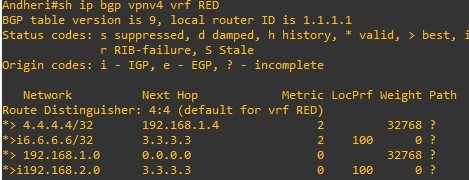 Andheri#sh ip bgp vpnv4 vrf RED
BGP table version is 9, local router ID is 1.1.1.1
Status codes: s suppressed, d damped, h history, * valid, > best, i
r RIB-failure, S Stale
Origin codes: i - IGP, e - EGP, ? - incomplete
Network Next Hop Metric LocPrf Weight Path
Route Distinguisher: 4:4 (default for vrf RED)
*> 4.4.4.4/32 192.168.1.4 2 32768 ?
*>i6.6.6.6/32 3.3.3.3 2 100 0 ?
*> 192.168.1.0 0.0.0.0 0 32768 ?
*>i192.168.2.0 3.3.3.3 0 100 0 ?